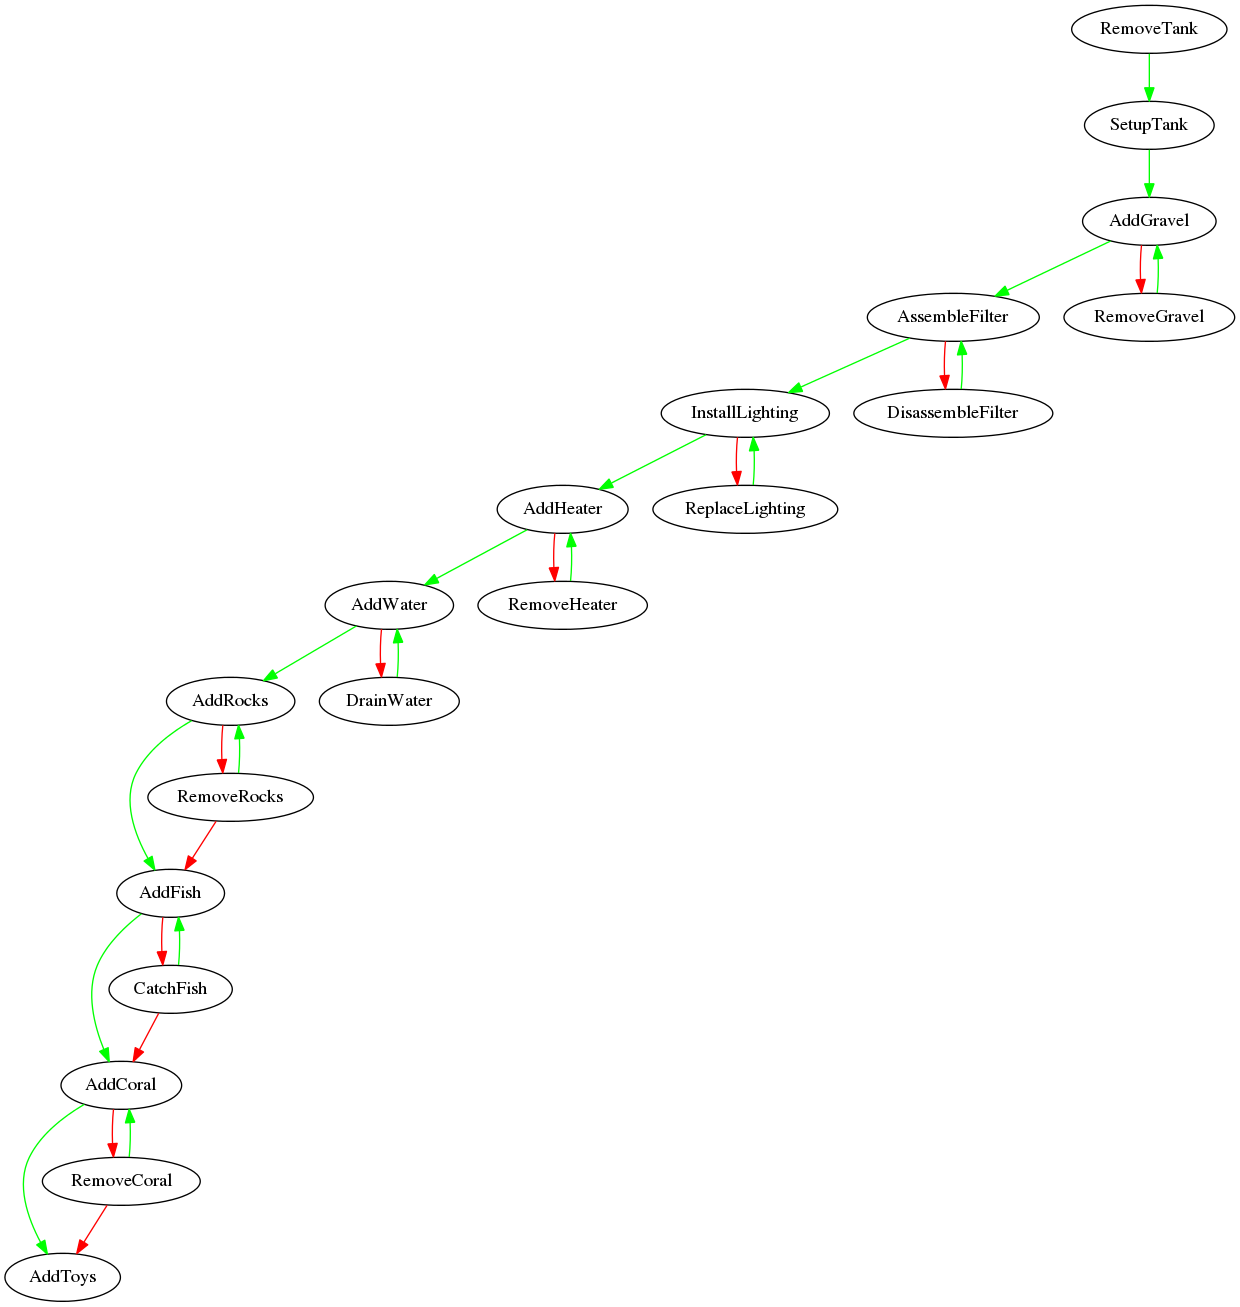 RemoveTank
SetupTank
AddGravel
AssembleFilter
RemoveGravel
InstallLighting
DisassembleFilter
AddHeater
ReplaceLighting
AddWater
RemoveHeater
AddRocks
DrainWater
RemoveRocks
AddFish
CatchFish
AddCoral
RemoveCoral
AddToys